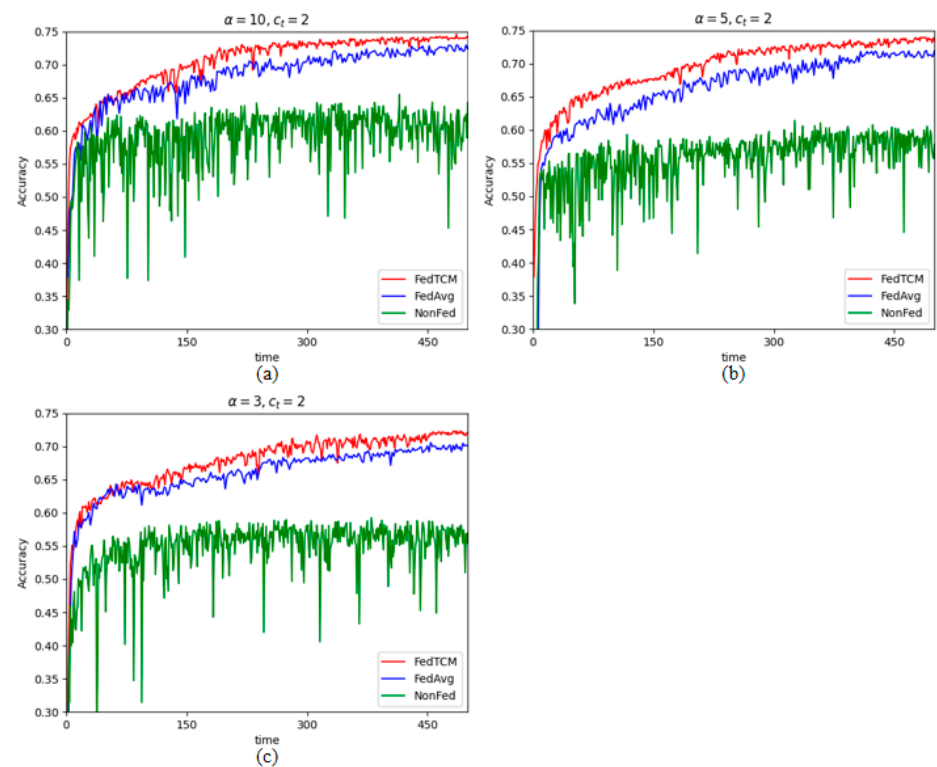 α = 10, c_t = 2
0.75
0.70
0.65
0.60
0.55
0.50
0.45
0.40
0.35
0.30
Accuracy
FedTCM
FedAvg
NonFed
0 150 300 450
time
(a)
α = 5, c_t = 2
0.75
0.70
0.65
0.60
0.55
0.50
0.45
0.40
0.35
0.30
Accuracy
FedTCM
FedAvg
NonFed
0 150 300 450
time
(b)
α = 3, c_t = 2
0.75
0.70
0.65
0.60
0.55
0.50
0.45
0.40
0.35
0.30
Accuracy
FedTCM
FedAvg
NonFed
0 150 300 450
time
(c)